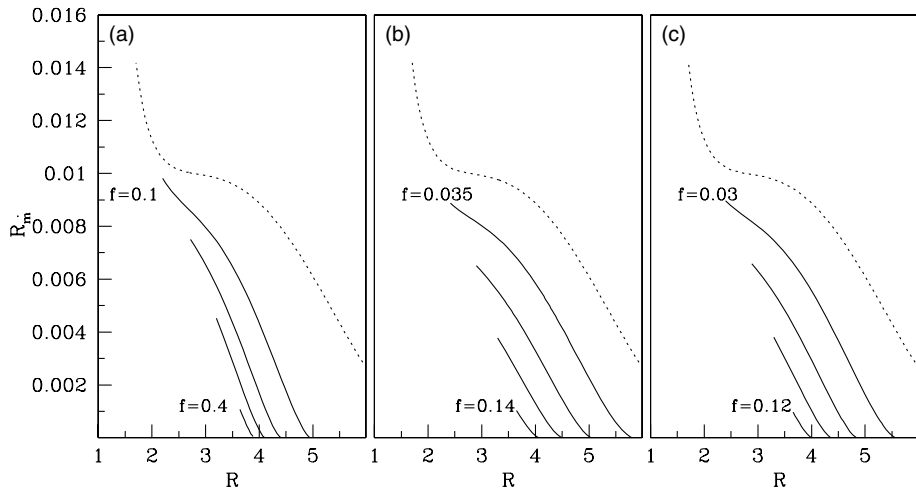 (a)
(b)
(c)
0.016
0.014
0.012
0.01
0.008
0.006
0.004
0.002
R_ṁ
f=0.1
f=0.4
f=0.035
f=0.14
f=0.03
f=0.12
1 2 3 4 5
1 2 3 4 5
1 2 3 4 5
R
R
R